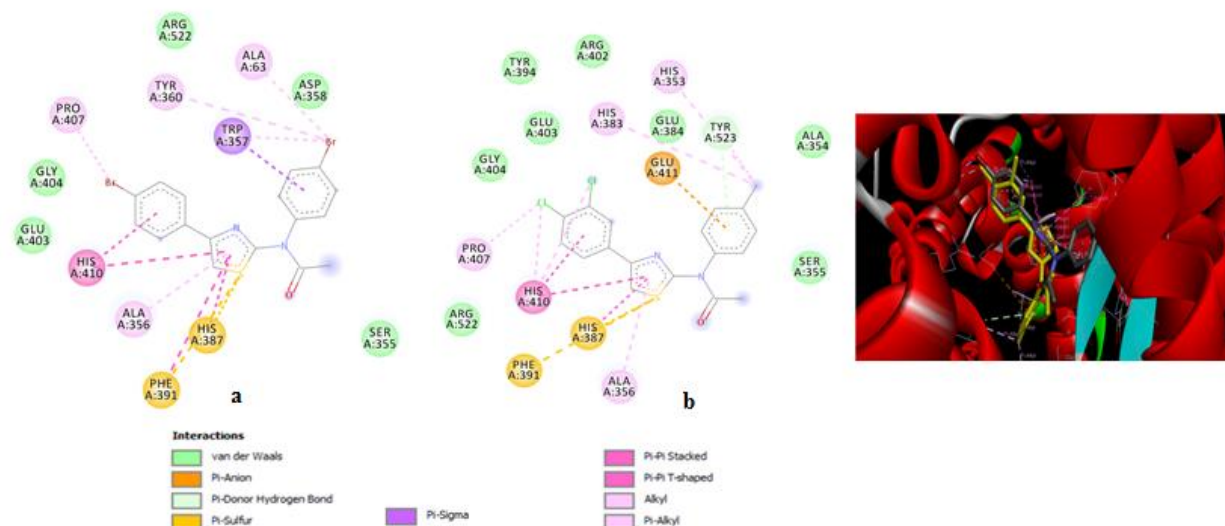 ARG
A:522
ALA
A:63
TYR
A:360
ASP
A:358
PRO
A:407
TRP
A:357
Br
Br
GLY
A:404
GLU
A:403
HIS
A:410
N
N
O
ALA
A:356
HIS
A:387
SER
A:355
PHE
A:391
a
TYR
A:394
ARG
A:402
HIS
A:353
HIS
A:383
GLU
A:403
GLU
A:384
TYR
A:523
ALA
A:354
GLY
A:404
GLU
A:411
Cl
Cl
PRO
A:407
SER
A:355
HIS
A:410
N
N
O
ARG
A:522
HIS
A:387
PHE
A:391
ALA
A:356
b
Interactions
van der Waals
Pi-Anion
Pi-Donor Hydrogen Bond
Pi-Sulfur
Pi-Sigma
Pi-Pi Stacked
Pi-Pi T-shaped
Alkyl
Pi-Alkyl